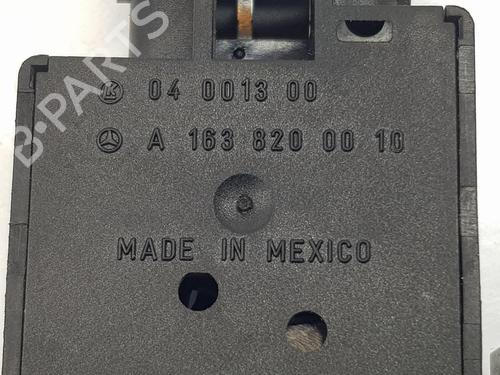 B-PARTS
K 04 0013 00
A 163 820 00 10
MADE IN MEXICO